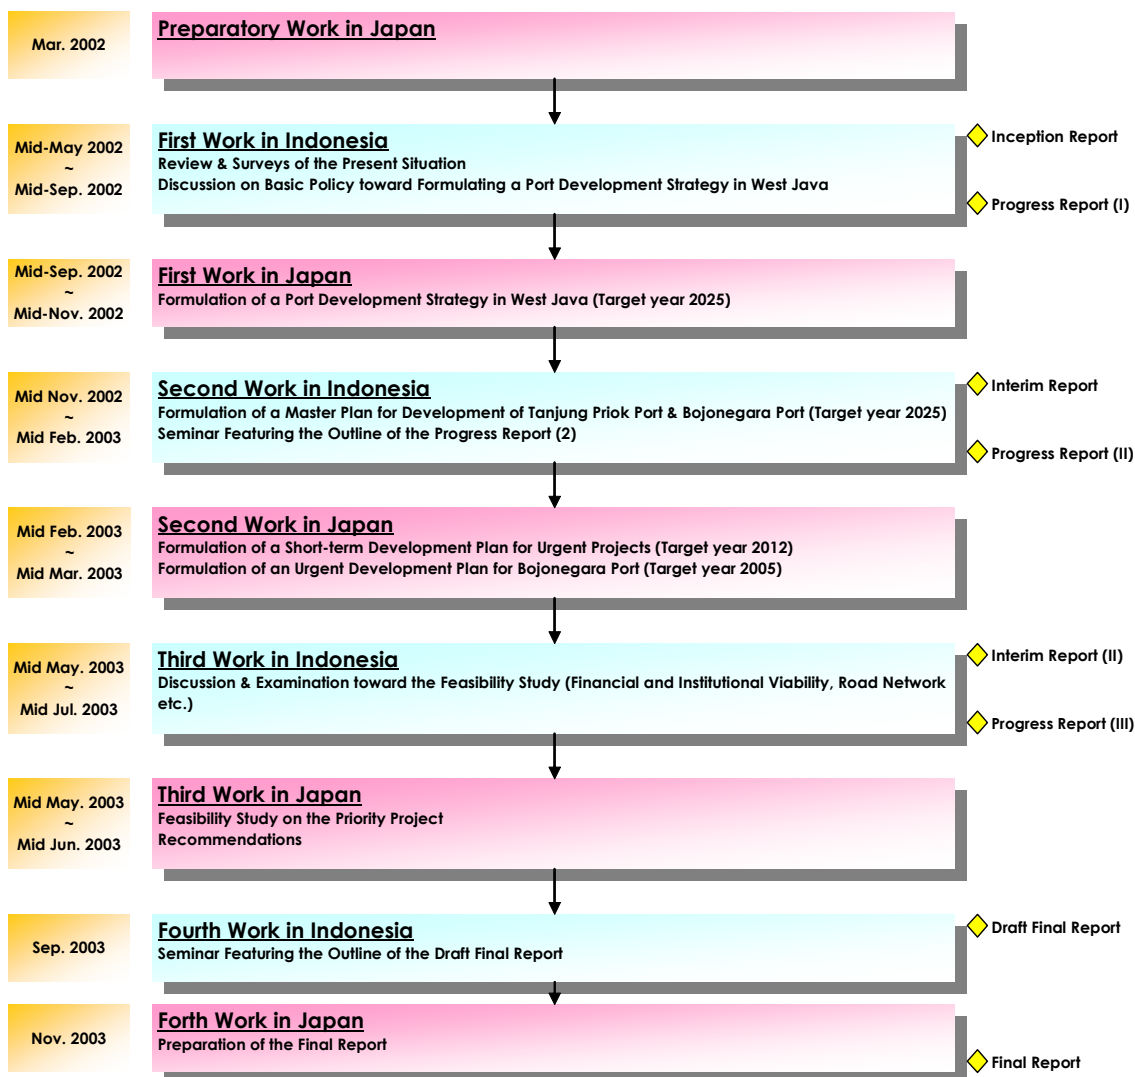 Mar. 2002
Preparatory Work in Japan
Mid-May 2002
~
Mid-Sep. 2002
First Work in Indonesia
Review & Surveys of the Present Situation
Discussion on Basic Policy toward Formulating a Port Development Strategy in West Java
Inception Report
Progress Report (I)
Mid-Sep. 2002
~
Mid-Nov. 2002
First Work in Japan
Formulation of a Port Development Strategy in West Java (Target year 2025)
Mid Nov. 2002
~
Mid Feb. 2003
Second Work in Indonesia
Formulation of a Master Plan for Development of Tanjung Priok Port & Bojonegara Port (Target year 2025)
Seminar Featuring the Outline of the Progress Report (2)
Interim Report
Progress Report (II)
Mid Feb. 2003
~
Mid Mar. 2003
Second Work in Japan
Formulation of a Short-term Development Plan for Urgent Projects (Target year 2012)
Formulation of an Urgent Development Plan for Bojonegara Port (Target year 2005)
Mid May. 2003
~
Mid Jul. 2003
Third Work in Indonesia
Discussion & Examination toward the Feasibility Study (Financial and Institutional Viability, Road Network
etc.)
Interim Report (II)
Progress Report (III)
Mid May. 2003
~
Mid Jun. 2003
Third Work in Japan
Feasibility Study on the Priority Project
Recommendations
Sep. 2003
Fourth Work in Indonesia
Seminar Featuring the Outline of the Draft Final Report
Draft Final Report
Nov. 2003
Forth Work in Japan
Preparation of the Final Report
Final Report